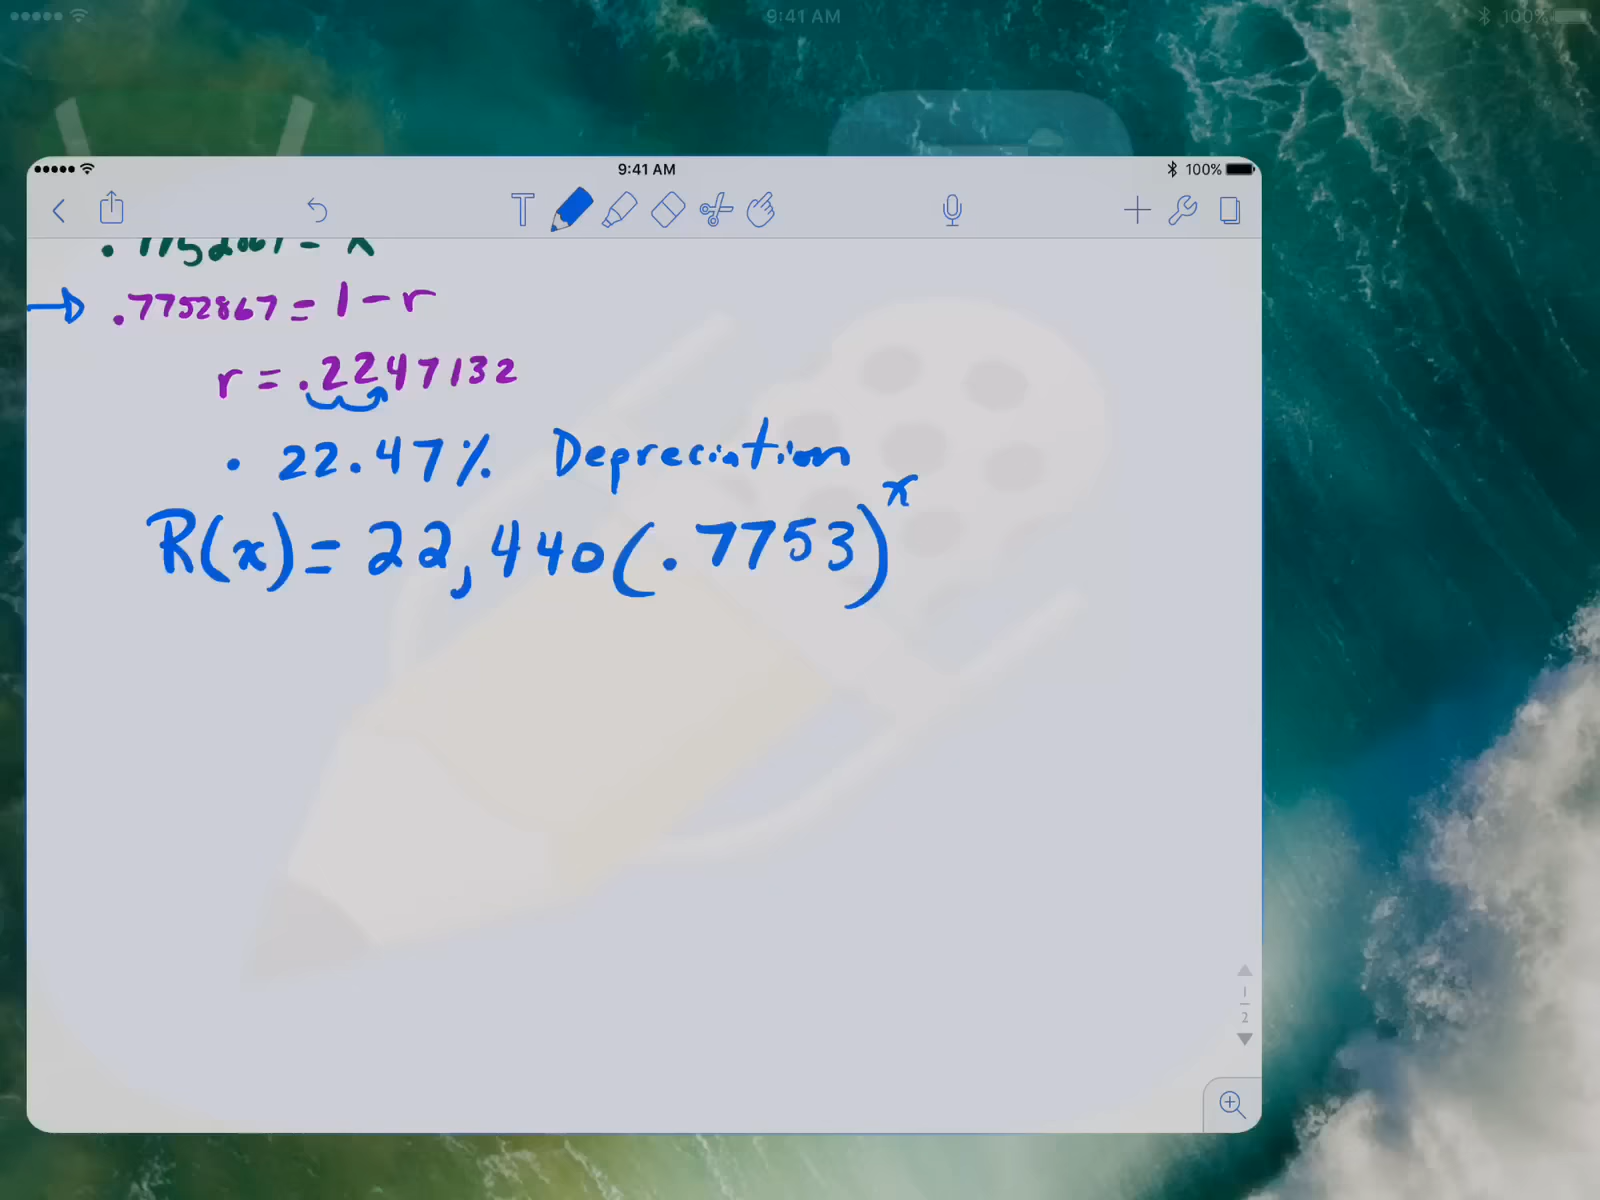 9:41 AM
100%
9:41 AM
100%
T
.7752867 = 1 - r
r = .2247132
. 22.47% Depreciation
R(x) = 22,440(.7753)^x
1
2